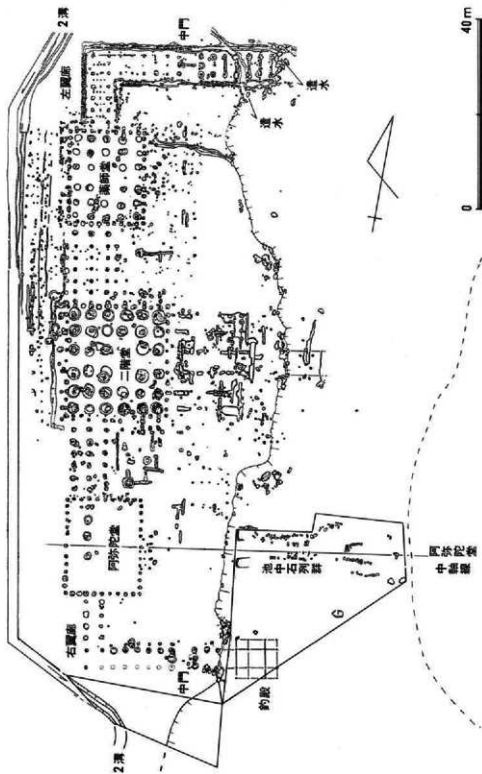 2溝
中門
左翼廊
遣水
遣水
薬師堂
二階堂
阿弥陀堂
右翼廊
中門
2溝
池中石列群
G
釣殿
阿弥陀堂
中軸線
0
40m